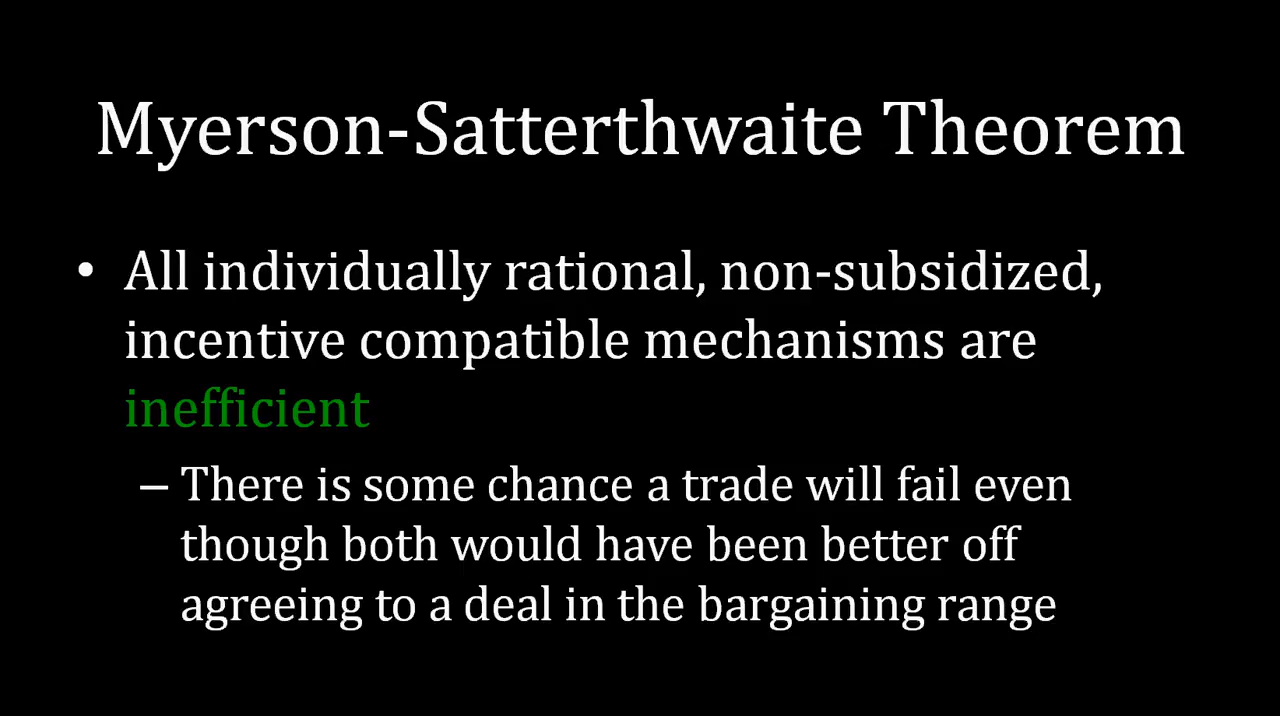 Myerson-Satterthwaite Theorem
• All individually rational, non-subsidized,
incentive compatible mechanisms are
inefficient
– There is some chance a trade will fail even
though both would have been better off
agreeing to a deal in the bargaining range